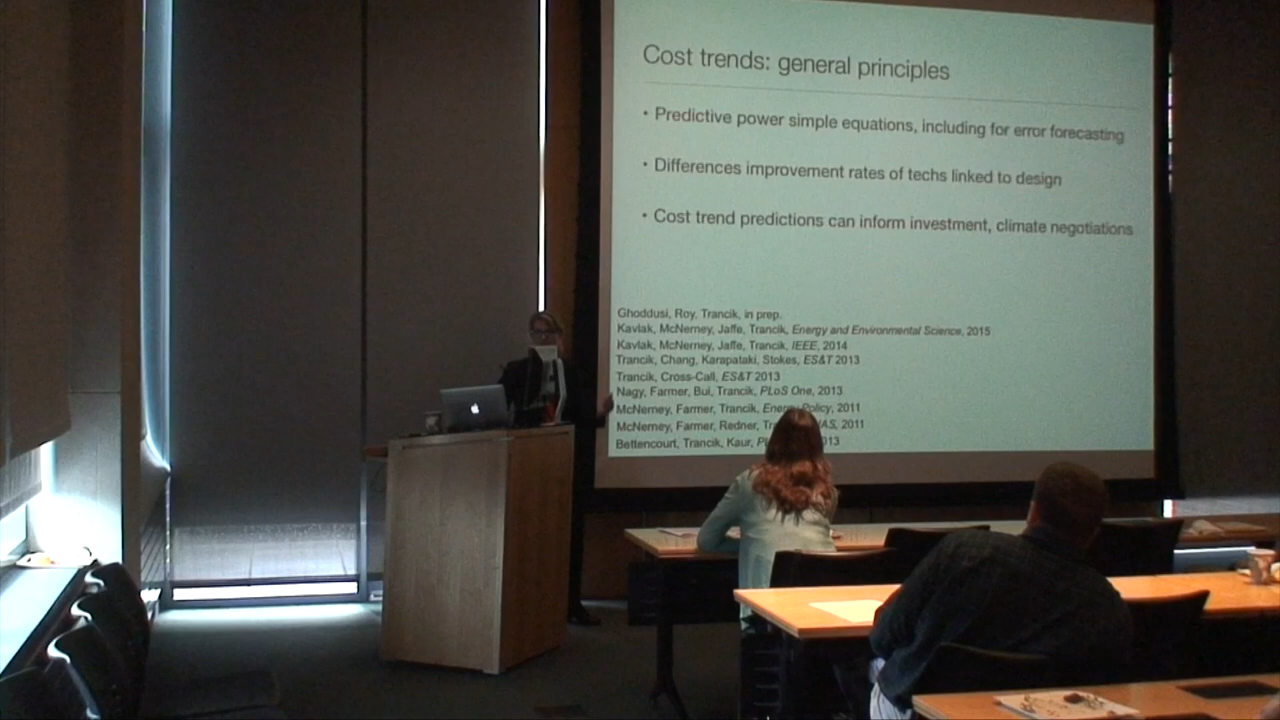 Cost trends: general principles
• Predictive power simple equations, including for error forecasting
• Differences improvement rates of techs linked to design
• Cost trend predictions can inform investment, climate negotiations
Ghoddusi, Roy, Trancik, in prep.
Kavlak, McNerney, Jaffe, Trancik, Energy and Environmental Science, 2015
Kavlak, McNerney, Jaffe, Trancik, IEEE, 2014
Trancik, Chang, Karapataki, Stokes, ES&T 2013
Trancik, Cross-Call, ES&T 2013
Nagy, Farmer, Bui, Trancik, PLoS One, 2013
McNerney, Farmer, Trancik, Energy Policy, 2011
McNerney, Farmer, Redner, 2011
Bettencourt, Trancik, Kaur,